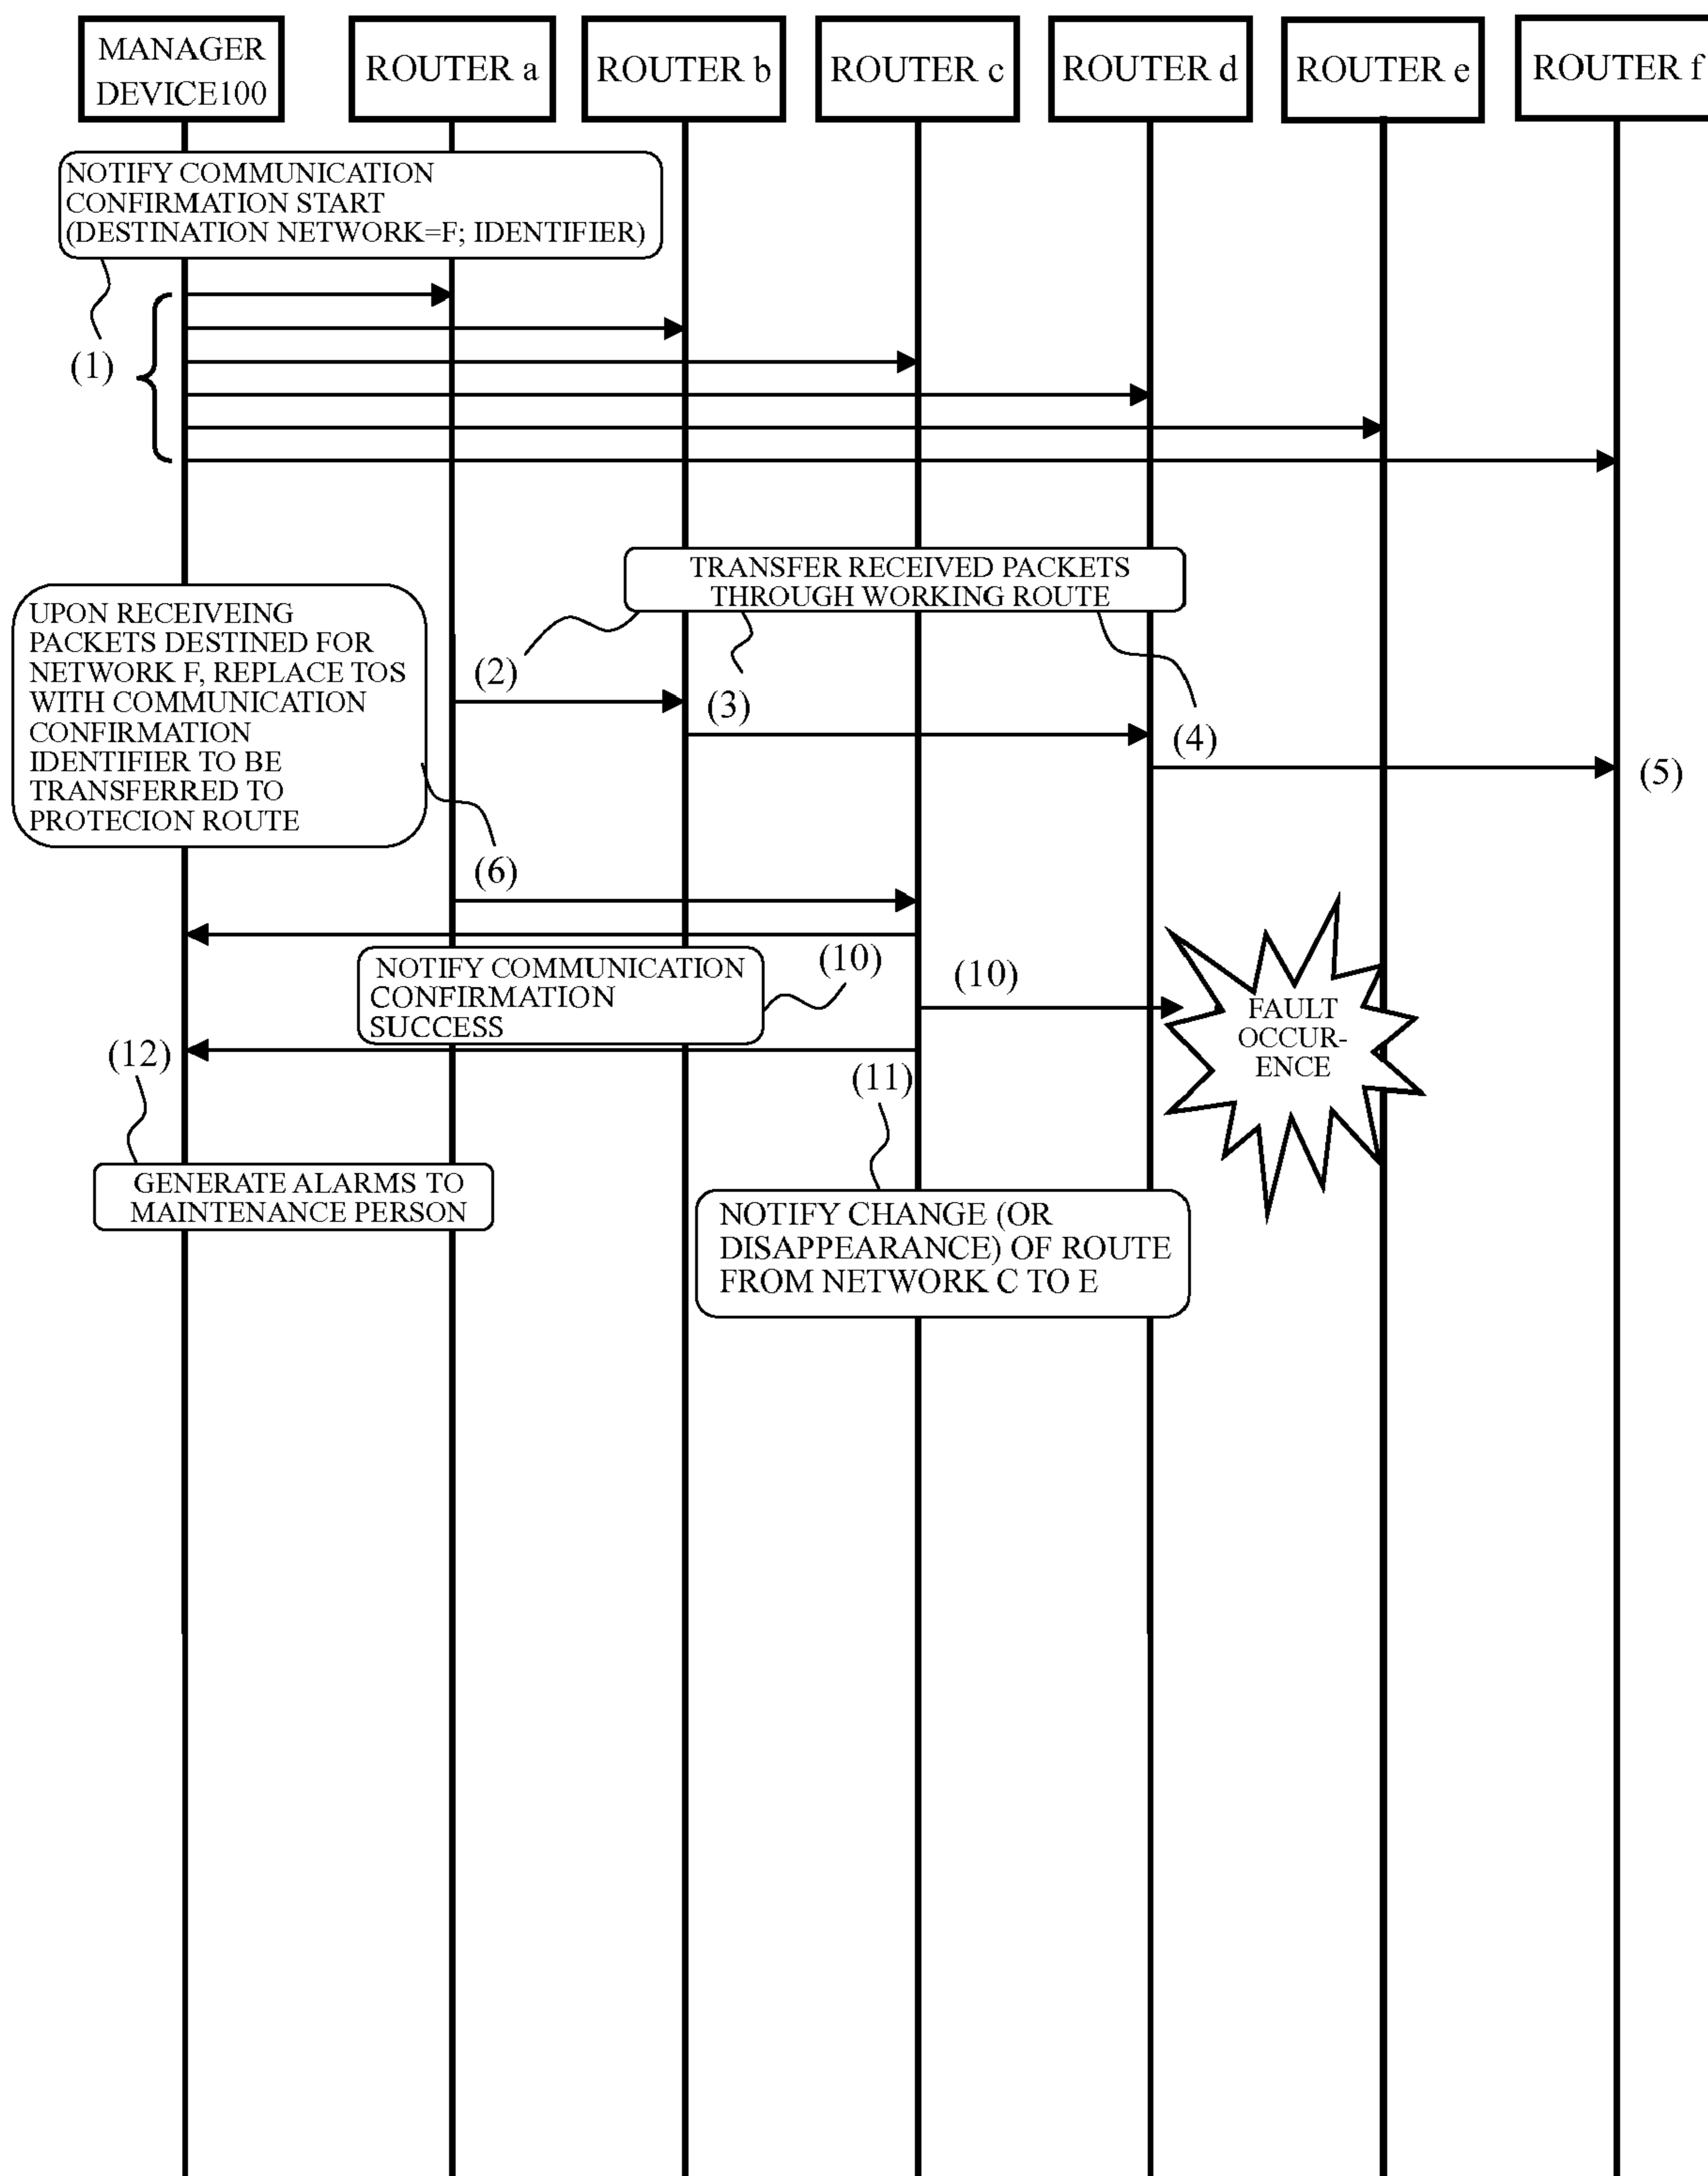 MANAGER
DEVICE100
ROUTER a
ROUTER b
ROUTER c
ROUTER d
ROUTER e
ROUTER f
NOTIFY COMMUNICATION
CONFIRMATION START
(DESTINATION NETWORK=F; IDENTIFIER)
(1)
TRANSFER RECEIVED PACKETS
THROUGH WORKING ROUTE
UPON RECEIVEING
PACKETS DESTINED FOR
NETWORK F, REPLACE TOS
WITH COMMUNICATION
CONFIRMATION
IDENTIFIER TO BE
TRANSFERRED TO
PROTECION ROUTE
(2)
(3)
(4)
(5)
(6)
NOTIFY COMMUNICATION
CONFIRMATION
SUCCESS
(10)
(10)
FAULT
OCCUR-
ENCE
(12)
(11)
GENERATE ALARMS TO
MAINTENANCE PERSON
NOTIFY CHANGE (OR
DISAPPEARANCE) OF ROUTE
FROM NETWORK C TO E